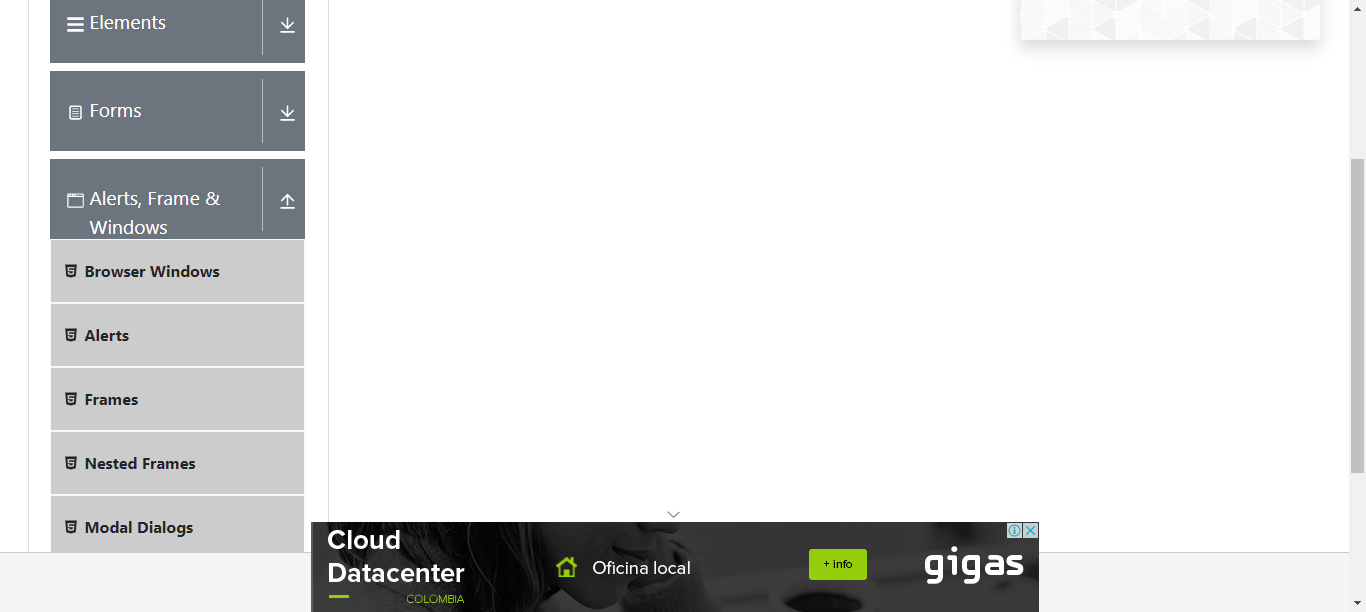 Elements
Forms
Alerts, Frame &
Windows
Browser Windows
Alerts
Frames
Nested Frames
Modal Dialogs
Cloud
Datacenter
COLOMBIA
Oficina local
+ info
gigas